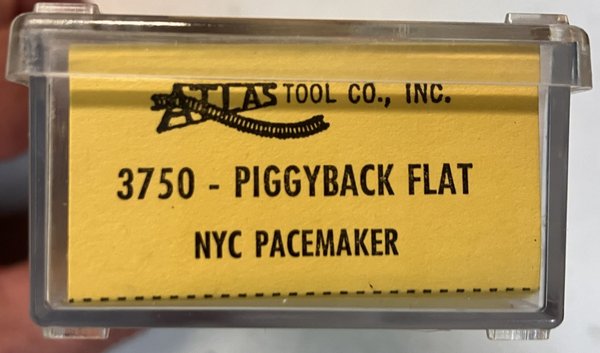 ATLAS TOOL CO., INC.
3750 - PIGGYBACK FLAT
NYC PACEMAKER